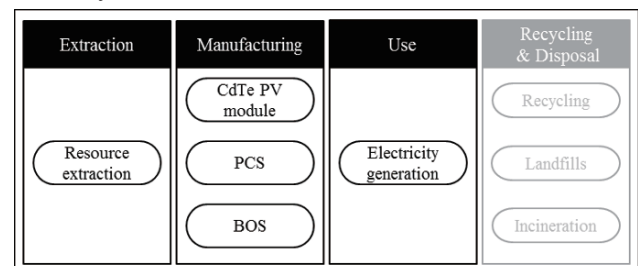 Extraction
Resource
extraction
Manufacturing
CdTe PV
module
PCS
BOS
Use
Electricity
generation
Recycling
& Disposal
Recycling
Landfills
Incineration